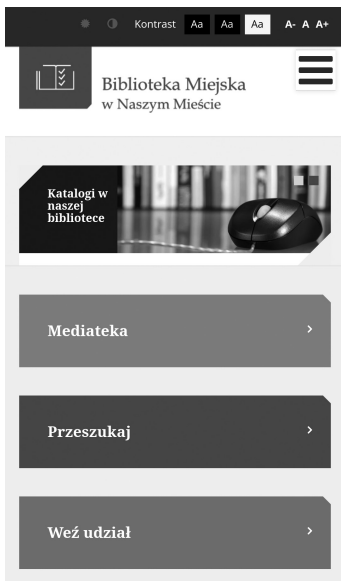 Kontrast Aa Aa Aa A- A A+
Biblioteka Miejska
w Naszym Mieście
Katalogi w
naszej
bibliotece
Mediateka
Przeszukaj
Weź udział